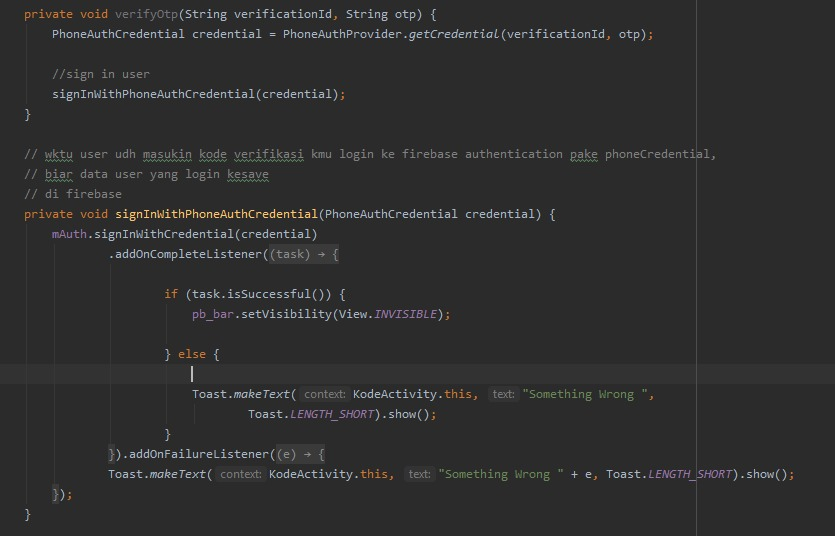 private void verifyOtp(String verificationId, String otp) {
PhoneAuthCredential credential = PhoneAuthProvider.getCredential(verificationId, otp);
//sign in user
signInWithPhoneAuthCredential(credential);
}
// wktu user udh masukin kode verifikasi kmu login ke firebase authentication pake phoneCredential,
// biar data user yang login kesave
// di firebase
private void signInWithPhoneAuthCredential(PhoneAuthCredential credential) {
mAuth.signInWithCredential(credential)
.addOnCompleteListener((task) → {
if (task.isSuccessful()) {
pb_bar.setVisibility(View.INVISIBLE);
} else {
Toast.makeText( context: KodeActivity.this, text: "Something Wrong ",
Toast.LENGTH_SHORT).show();
}
}).addOnFailureListener((e) → {
Toast.makeText( context: KodeActivity.this, text: "Something Wrong " + e, Toast.LENGTH_SHORT).show();
});
}